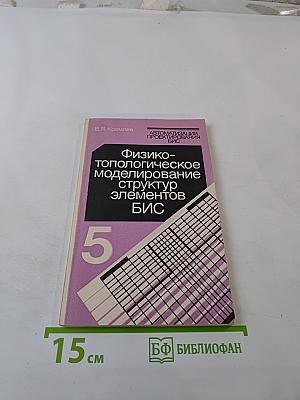 В.Я. Кремлев
АВТОМАТИЗАЦИЯ
ПРОЕКТИРОВАНИЯ
БИС
Физико-
топологическое
моделирование
структур
элементов
БИС
5
15 см
БФ БИБЛИОФАН